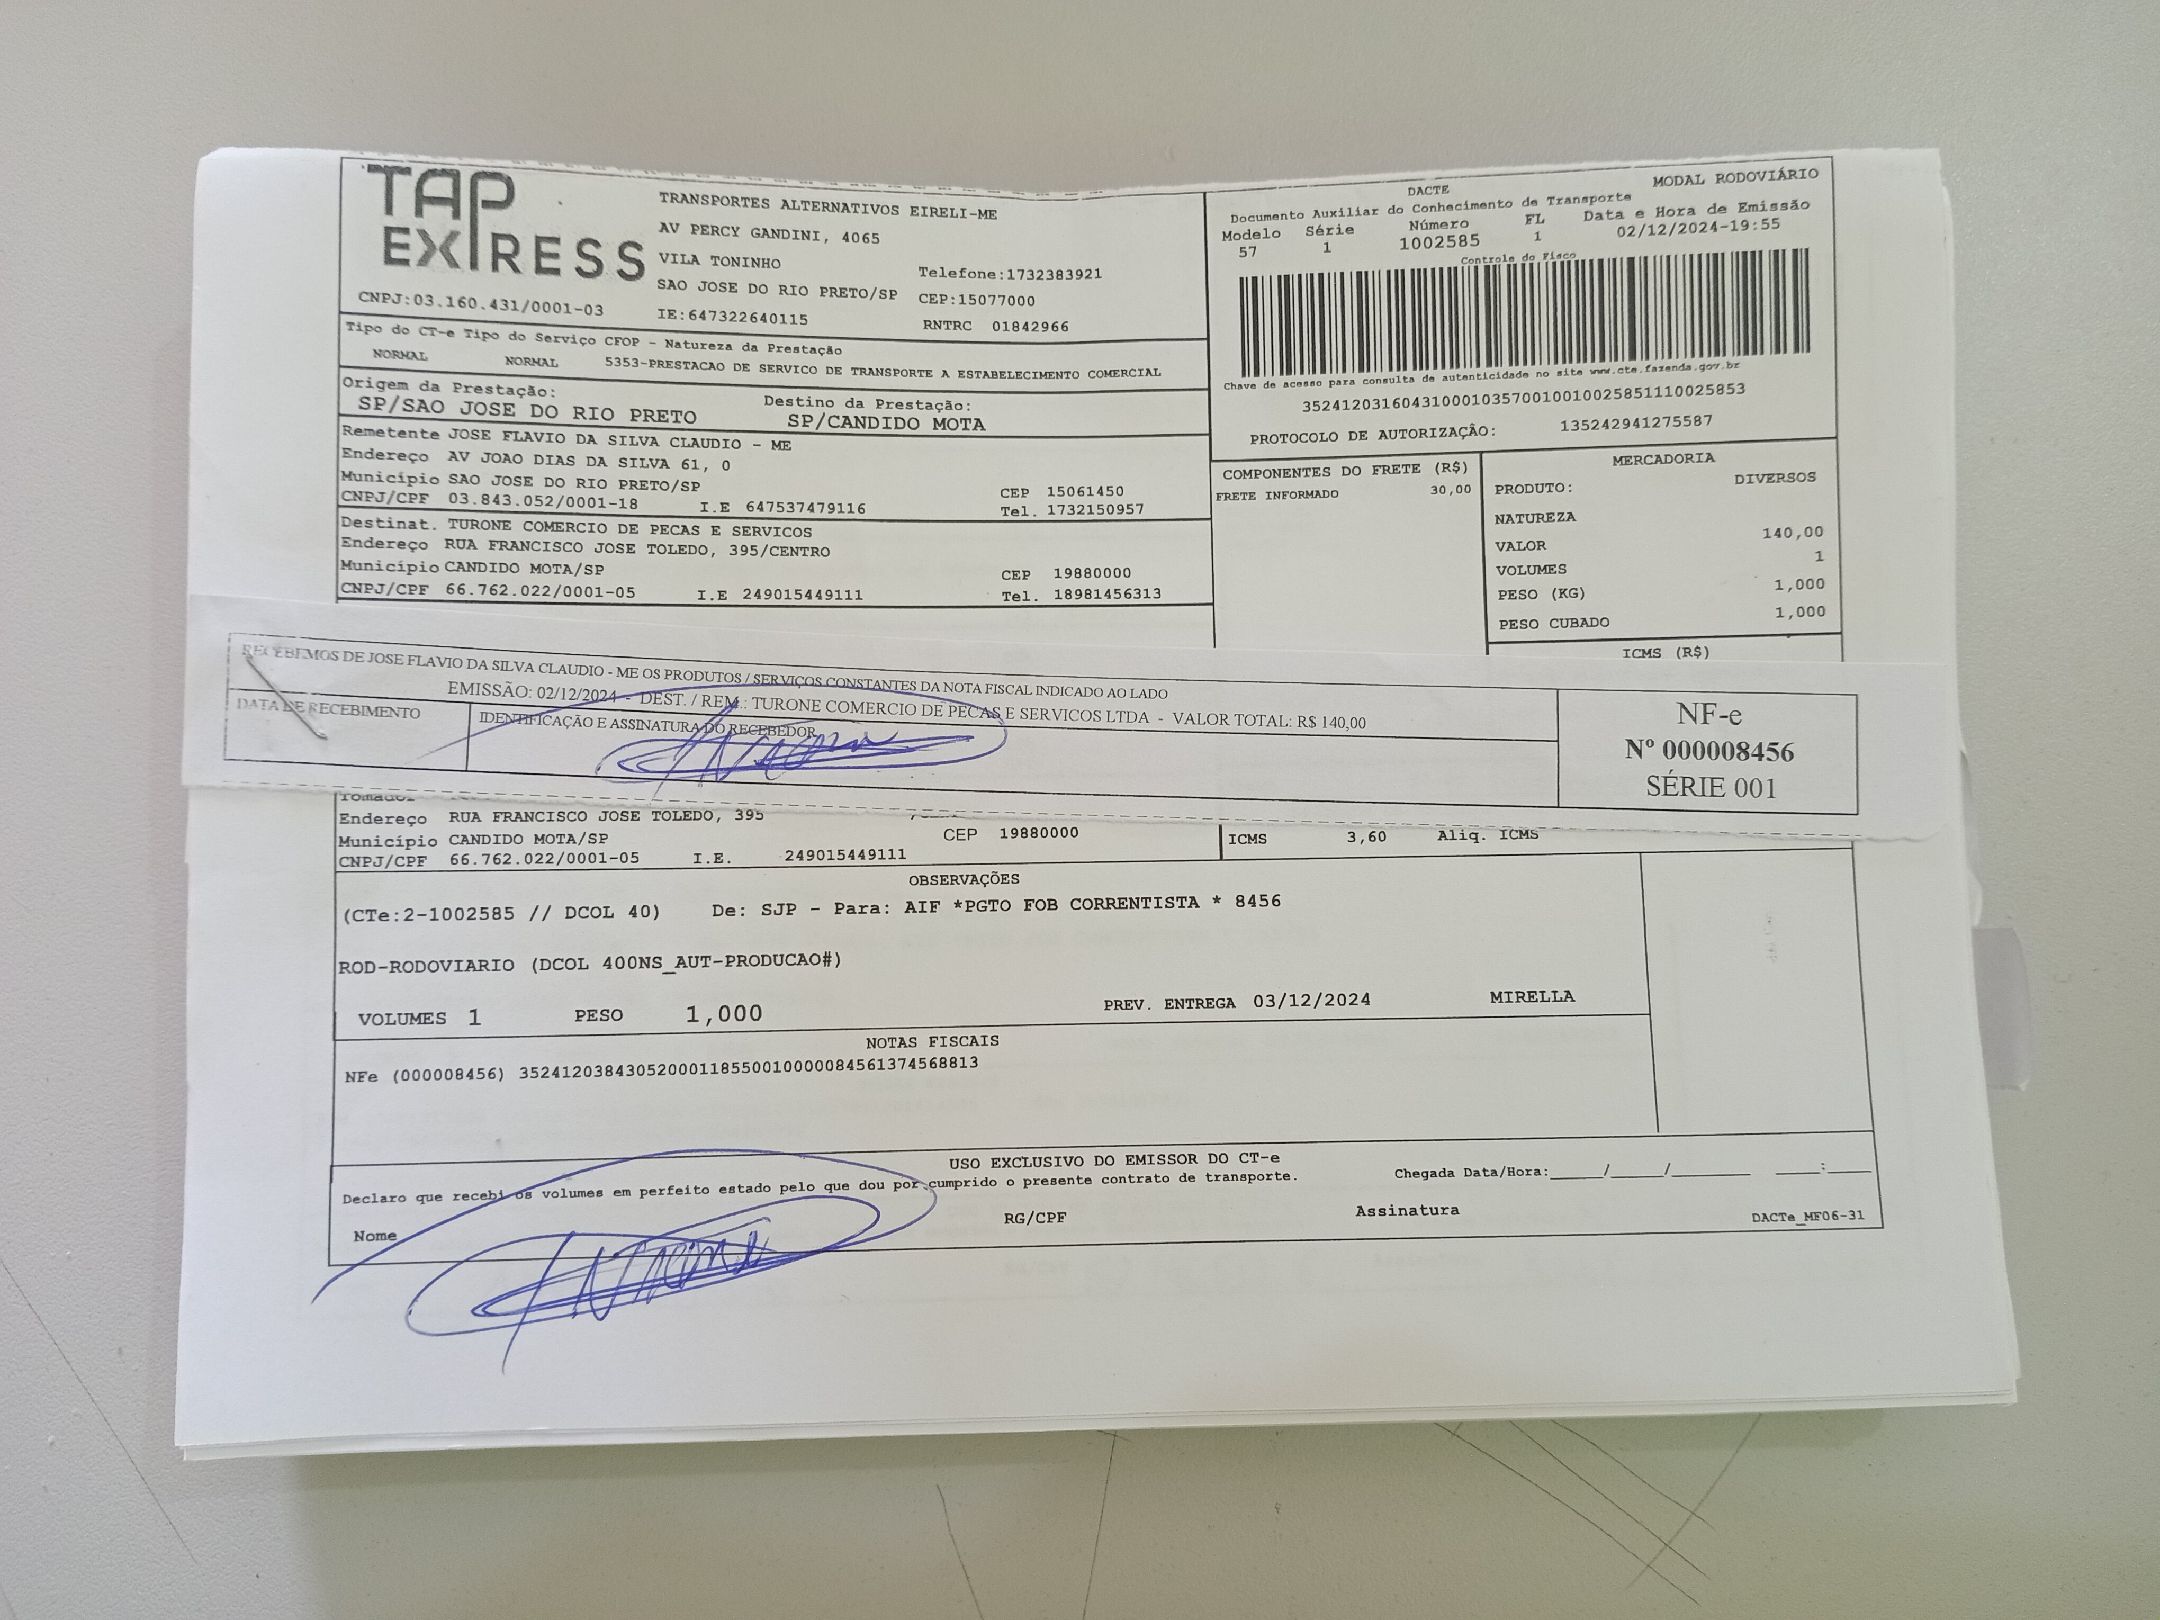 TAP
EXPRESS
TRANSPORTES ALTERNATIVOS EIRELI-ME
AV PERCY GANDINI, 4065
VILA TONINHO
Telefone:1732383921
SAO JOSE DO RIO PRETO/SP CEP:15077000
CNPJ:03.160.431/0001-03 IE:647322640115 RNTRC 01842966
Tipo do CT-e Tipo do Serviço CFOP - Natureza da Prestação
NORMAL NORMAL 5353-PRESTACAO DE SERVICO DE TRANSPORTE A ESTABELECIMENTO COMERCIAL
Origem da Prestação: Destino da Prestação:
SP/SAO JOSE DO RIO PRETO SP/CANDIDO MOTA
Remetente JOSE FLAVIO DA SILVA CLAUDIO - ME
Endereço AV JOAO DIAS DA SILVA 61, 0
Município SAO JOSE DO RIO PRETO/SP CEP 15061450
CNPJ/CPF 03.843.052/0001-18 I.E 647537479116 Tel. 1732150957
Destinat. TURONE COMERCIO DE PECAS E SERVICOS
Endereço RUA FRANCISCO JOSE TOLEDO, 395/CENTRO
Município CANDIDO MOTA/SP CEP 19880000
CNPJ/CPF 66.762.022/0001-05 I.E 249015449111 Tel. 18981456313
DACTE MODAL RODOVIÁRIO
Documento Auxiliar do Conhecimento de Transporte
Modelo Série Número FL Data e Hora de Emissão
57 1 1002585 1 02/12/2024-19:55
Controle do Fisco
Chave de acesso para consulta de autenticidade no site www.cte.fazenda.gov.br
35241203160431000103570010010025851110025853
PROTOCOLO DE AUTORIZAÇÃO: 135242941275587
COMPONENTES DO FRETE (R$)
FRETE INFORMADO 30,00
MERCADORIA
PRODUTO: DIVERSOS
NATUREZA
VALOR 140,00
VOLUMES 1
PESO (KG) 1,000
PESO CUBADO 1,000
ICMS (R$)
RECEBEMOS DE JOSE FLAVIO DA SILVA CLAUDIO - ME OS PRODUTOS / SERVIÇOS CONSTANTES DA NOTA FISCAL INDICADO AO LADO
EMISSÃO: 02/12/2024 - DEST. / REM.: TURONE COMERCIO DE PECAS E SERVICOS LTDA - VALOR TOTAL: R$ 140,00
DATA DE RECEBIMENTO
IDENTIFICAÇÃO E ASSINATURA DO RECEBEDOR
NF-e
Nº 000008456
SÉRIE 001
Tomador
Endereço RUA FRANCISCO JOSE TOLEDO, 395
Município CANDIDO MOTA/SP CEP 19880000
CNPJ/CPF 66.762.022/0001-05 I.E. 249015449111
ICMS 3,60 Aliq. ICMS
OBSERVAÇÕES
(CTe:2-1002585 // DCOL 40) De: SJP - Para: AIF *PGTO FOB CORRENTISTA * 8456
ROD-RODOVIARIO (DCOL 400NS_AUT-PRODUCAO#)
VOLUMES 1 PESO 1,000 PREV. ENTREGA 03/12/2024 MIRELLA
NOTAS FISCAIS
NFe (000008456) 35241203843052000118550010000084561374568813
USO EXCLUSIVO DO EMISSOR DO CT-e
Declaro que recebi os volumes em perfeito estado pelo que dou por cumprido o presente contrato de transporte.
Chegada Data/Hora:_____/_____/_______ ____:____
Nome RG/CPF Assinatura
DACTe_MF06-31